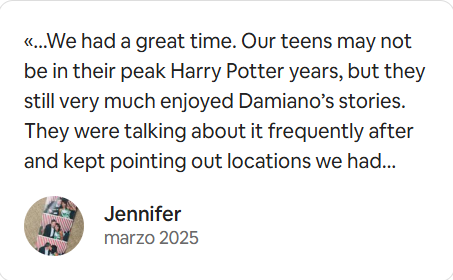 «...We had a great time. Our teens may not
be in their peak Harry Potter years, but they
still very much enjoyed Damiano’s stories.
They were talking about it frequently after
and kept pointing out locations we had...
Jennifer
marzo 2025